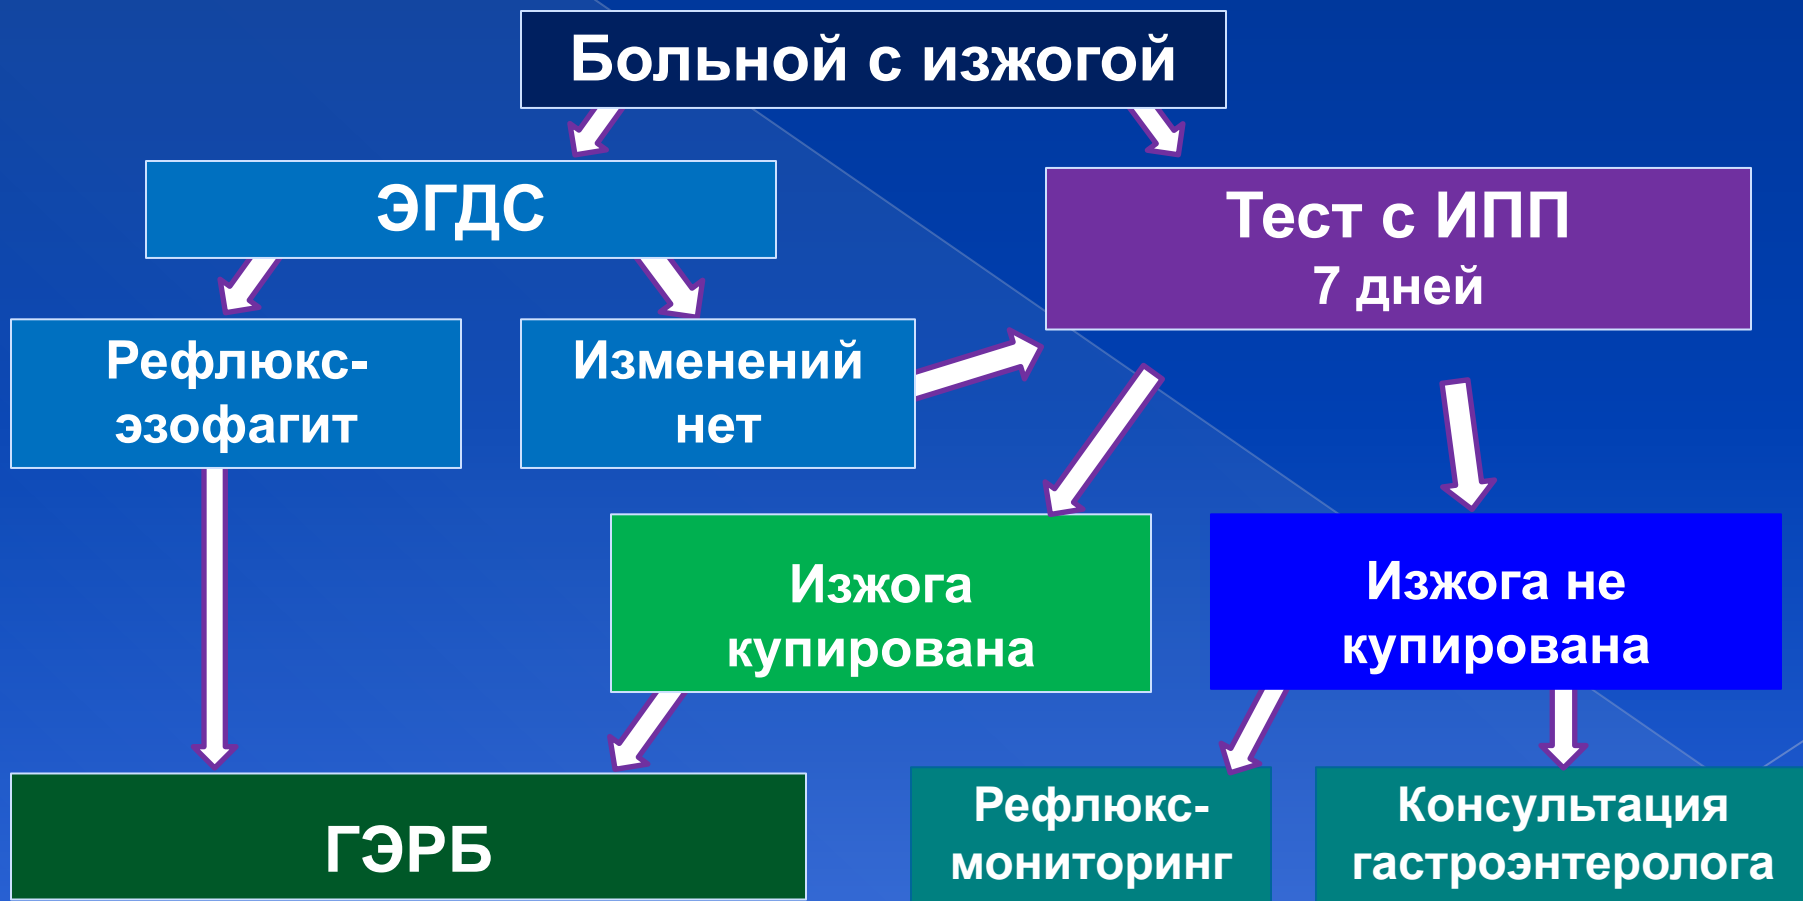 Больной с изжогой
ЭГДС
Тест с ИПП
7 дней
Рефлюкс-
эзофагит
Изменений
нет
Изжога
купирована
Изжога не
купирована
ГЭРБ
Рефлюкс-
мониторинг
Консультация
гастроэнтеролога